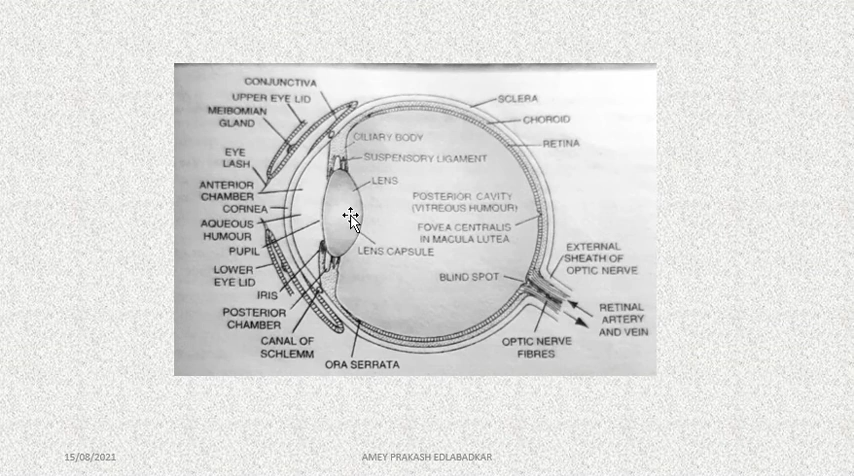 CONJUNCTIVA
UPPER EYE LID
MEIBOMIAN
GLAND
EYE
LASH
ANTERIOR
CHAMBER
CORNEA
AQUEOUS
HUMOUR
PUPIL
LOWER
EYE LID
IRIS
POSTERIOR
CHAMBER
CANAL OF
SCHLEMM
ORA SERRATA
CILIARY BODY
SUSPENSORY LIGAMENT
LENS
POSTERIOR CAVITY
(VITREOUS HUMOUR)
FOVEA CENTRALIS
IN MACULA LUTEA
LENS CAPSULE
BLIND SPOT
SCLERA
CHOROID
RETINA
EXTERNAL
SHEATH OF
OPTIC NERVE
RETINAL
ARTERY
AND VEIN
OPTIC NERVE
FIBRES
15/08/2021
AMEY PRAKASH EDLABADKAR